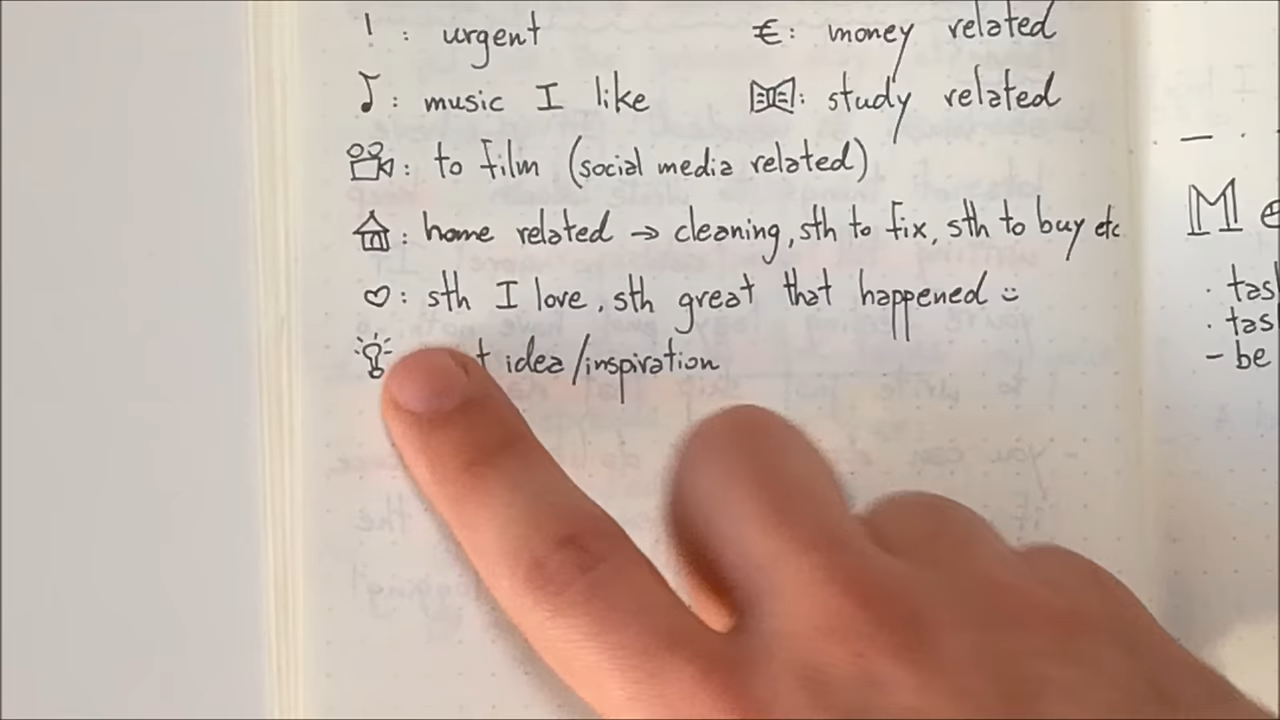 ! : urgent €: money related
♪: music I like : study related
: to film (social media related)
: home related → cleaning, sth to fix, sth to buy etc
♡: sth I love, sth great that happened :)
idea/inspiration
M
· tas
· tas
- be